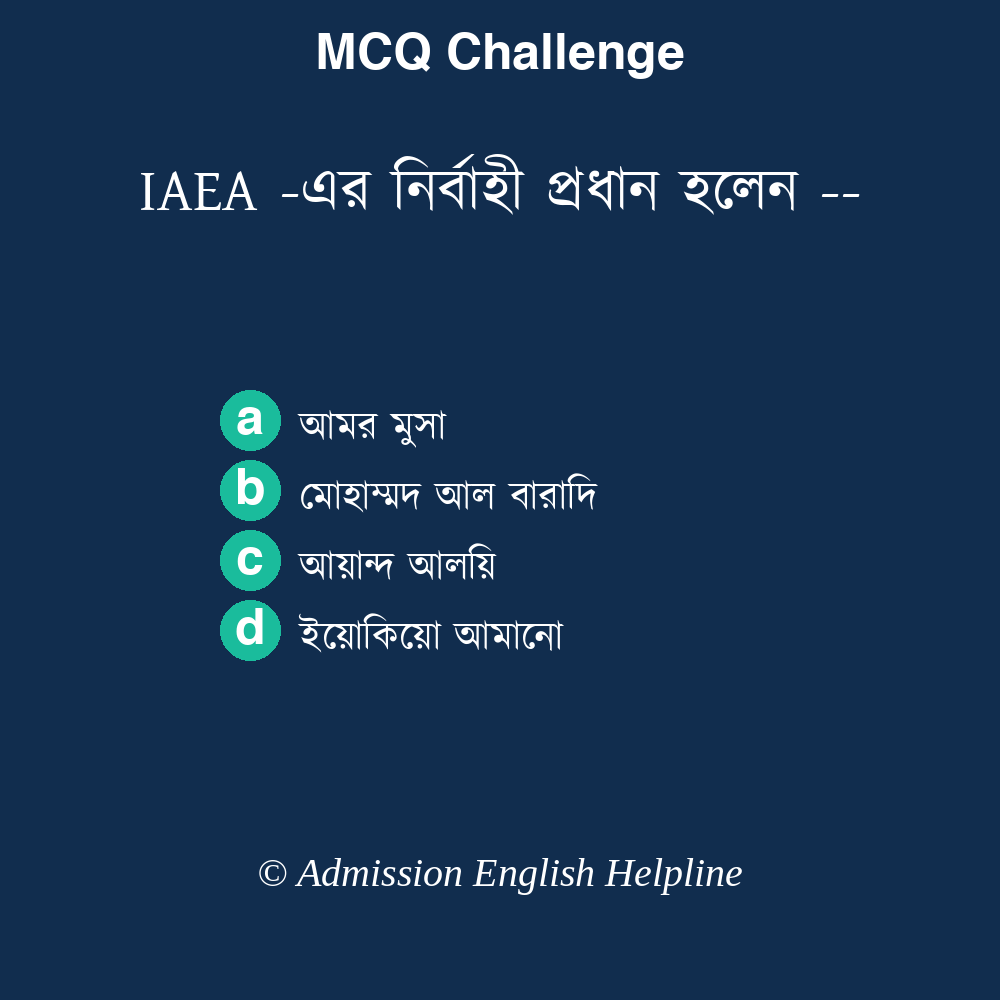 MCQ Challenge
IAEA -এর নির্বাহী প্রধান হলেন --
a আমর মুসা
b মোহাম্মদ আল বারাদি
c আয়ান্দ আলয়ি
d ইয়োকিয়ো আমানো
© Admission English Helpline